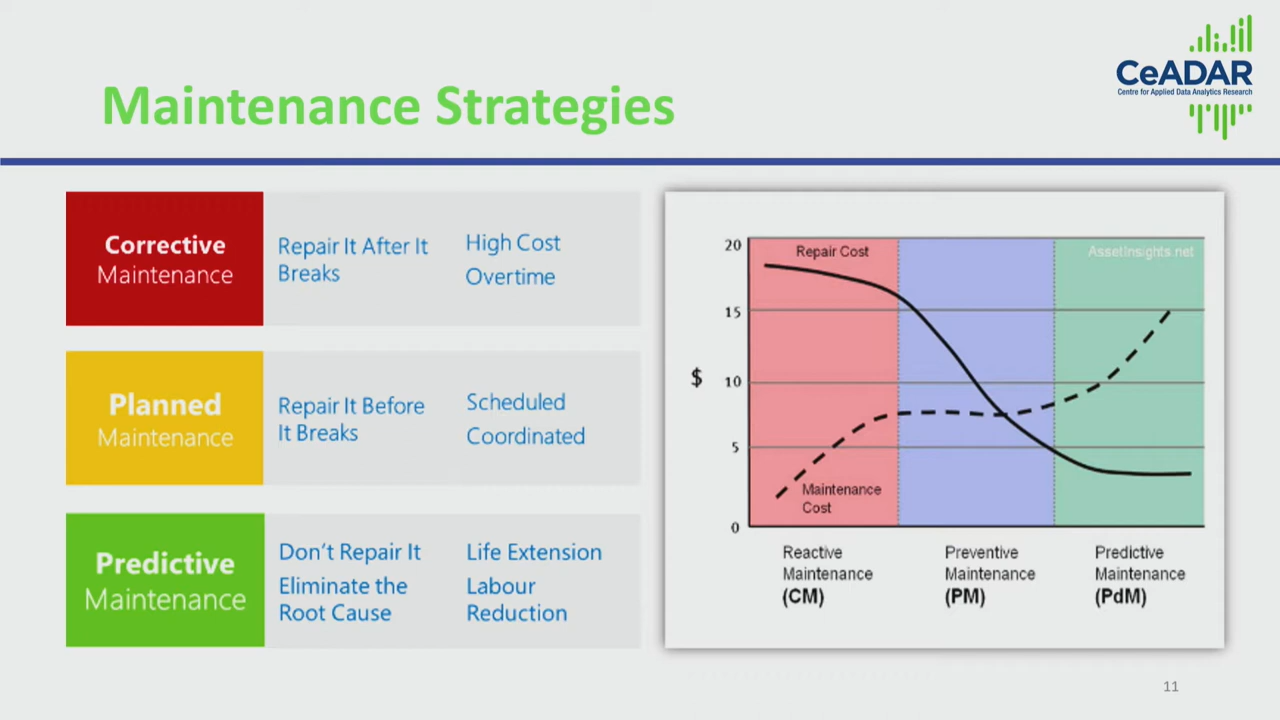 CeADAR
Centre for Applied Data Analytics Research
Maintenance Strategies
Corrective
Maintenance
Repair It After It
Breaks
High Cost
Overtime
Planned
Maintenance
Repair It Before
It Breaks
Scheduled
Coordinated
Predictive
Maintenance
Don't Repair It
Eliminate the
Root Cause
Life Extension
Labour
Reduction
20
15
$
10
5
0
Repair Cost
AssetInsights.net
Maintenance
Cost
Reactive
Maintenance
(CM)
Preventive
Maintenance
(PM)
Predictive
Maintenance
(PdM)
11